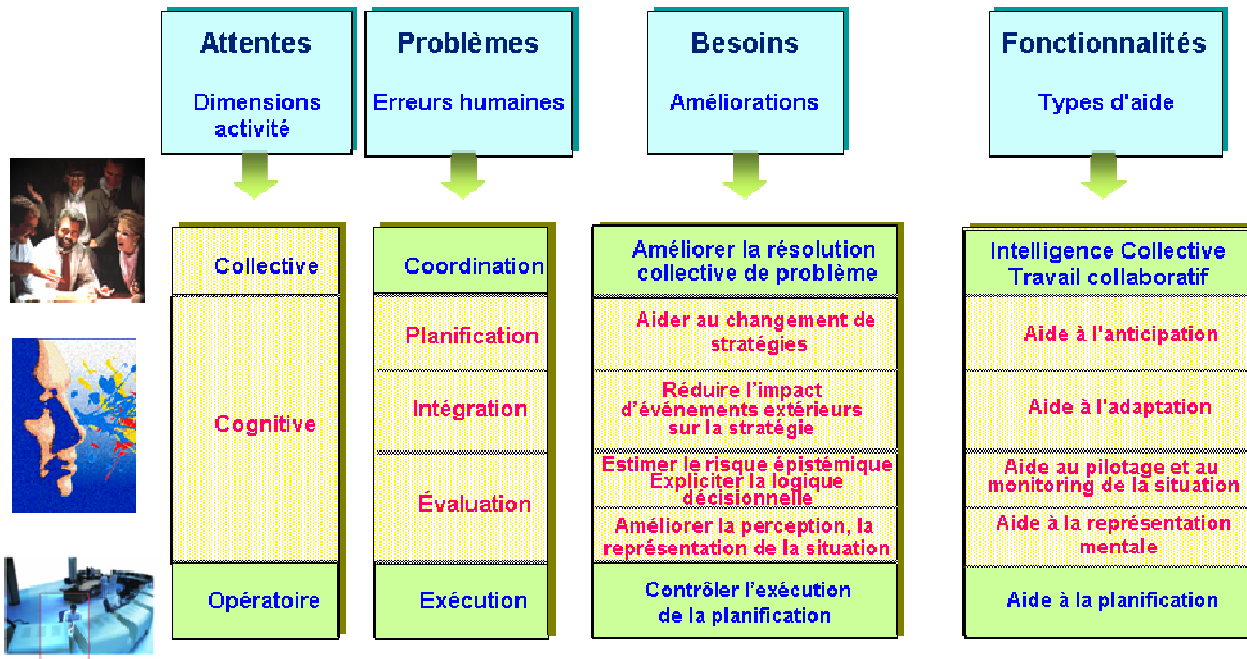 Attentes
Dimensions
activité
Problèmes
Erreurs humaines
Besoins
Améliorations
Fonctionnalités
Types d'aide
Collective
Cognitive
Opératoire
Coordination
Planification
Intégration
Évaluation
Exécution
Améliorer la résolution
collective de problème
Aider au changement de
stratégies
Réduire l'impact
d'événements extérieurs
sur la stratégie
Estimer le risque épistémique
Expliciter la logique
décisionnelle
Améliorer la perception, la
représentation de la situation
Contrôler l'exécution
de la planification
Intelligence Collective
Travail collaboratif
Aide à l'anticipation
Aide à l'adaptation
Aide au pilotage et au
monitoring de la situation
Aide à la représentation
mentale
Aide à la planification